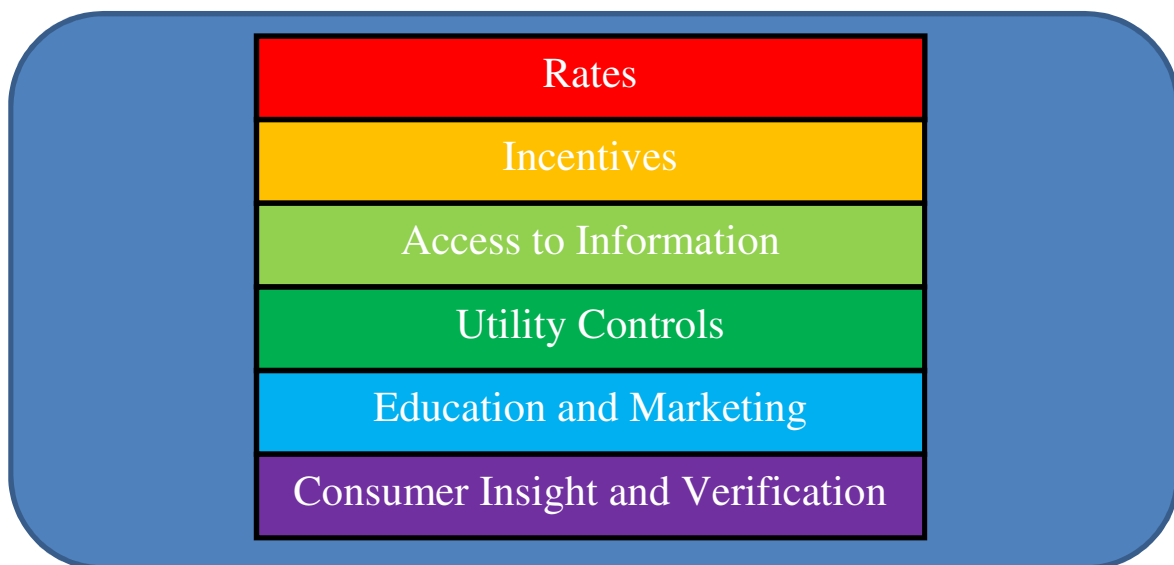 Rates
Incentives
Access to Information
Utility Controls
Education and Marketing
Consumer Insight and Verification